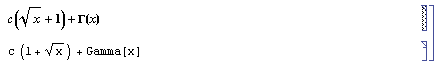 c(√x + 1) + Γ(x)
c (1 + √x) + Gamma[x]